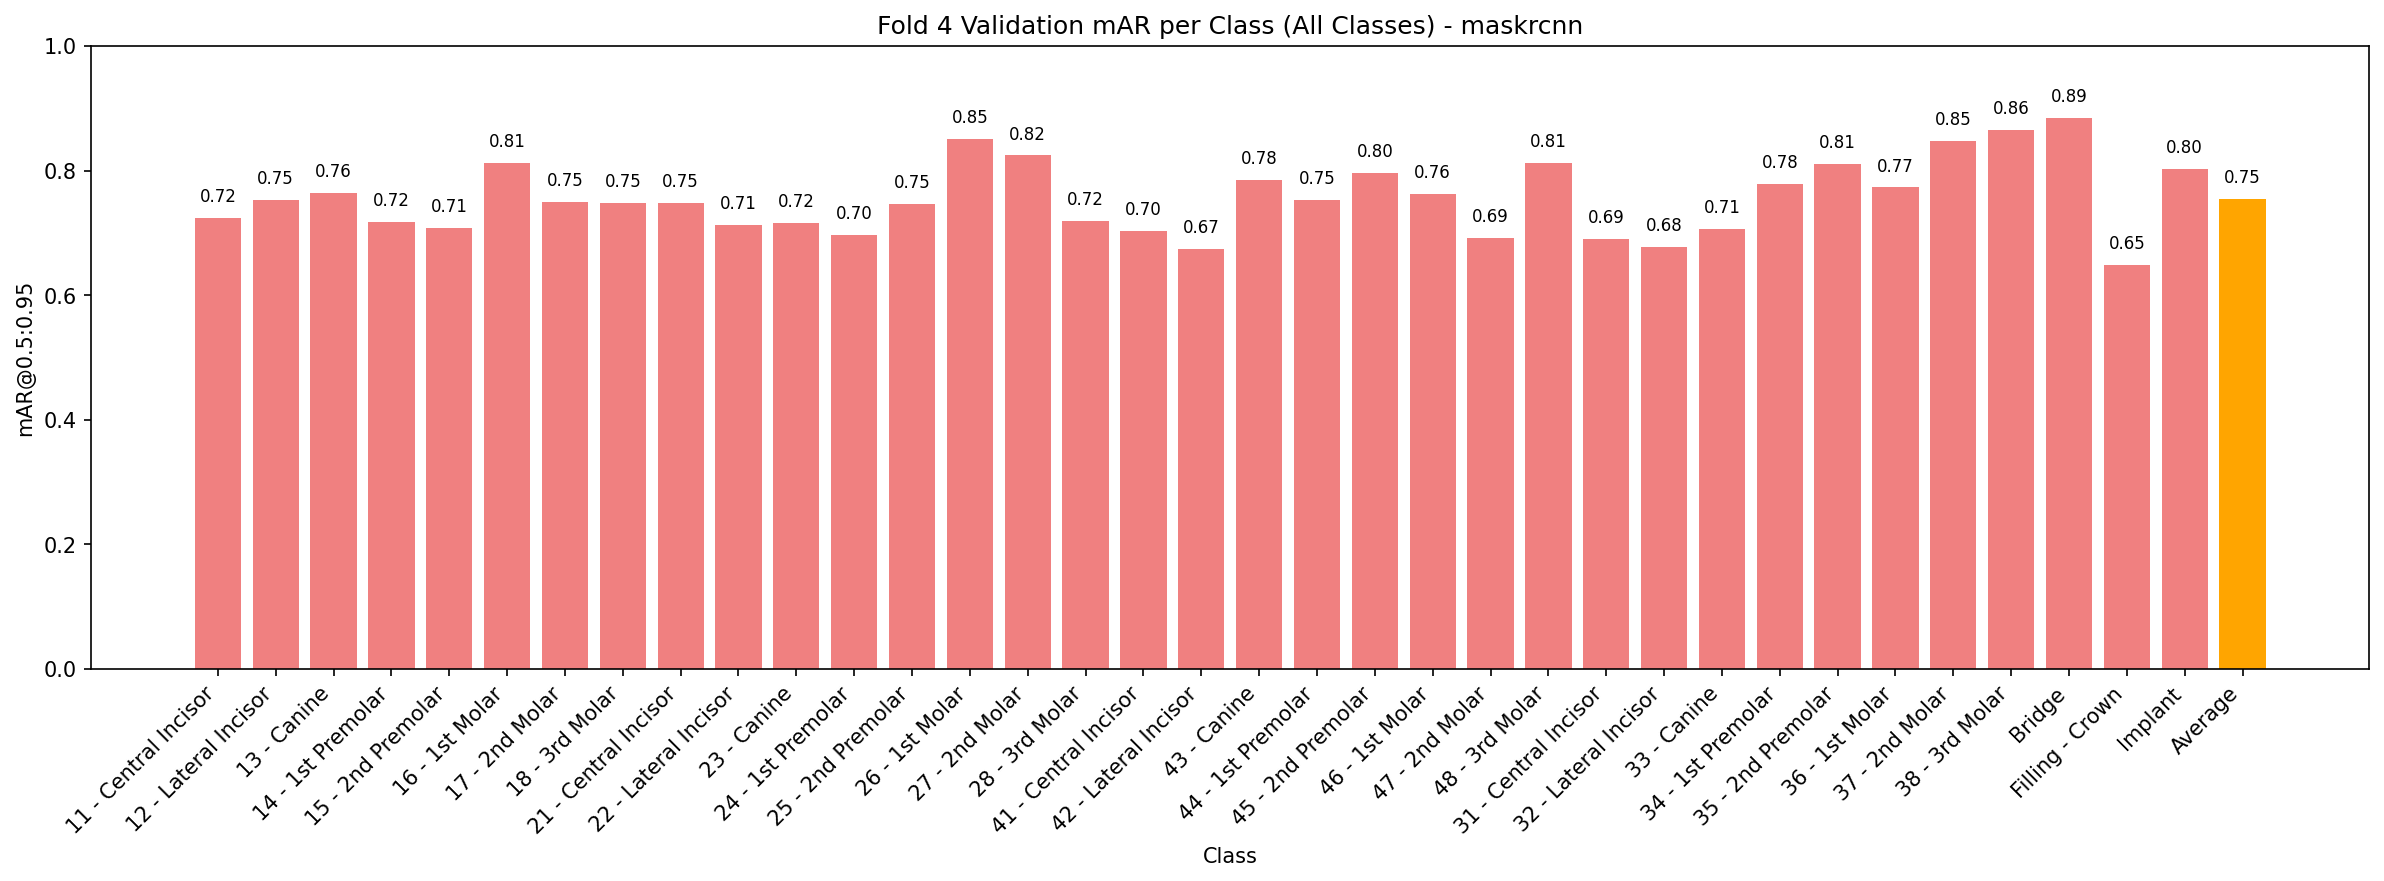 Fold 4 Validation mAR per Class (All Classes) - maskrcnn
mAR@0.5:0.95
1.0
0.8
0.6
0.4
0.2
0.0
0.72
0.75
0.76
0.72
0.71
0.81
0.75
0.75
0.75
0.71
0.72
0.70
0.75
0.85
0.82
0.72
0.70
0.67
0.78
0.75
0.80
0.76
0.69
0.81
0.69
0.68
0.71
0.78
0.81
0.77
0.85
0.86
0.89
0.65
0.80
0.75
11 - Central Incisor
12 - Lateral Incisor
13 - Canine
14 - 1st Premolar
15 - 2nd Premolar
16 - 1st Molar
17 - 2nd Molar
18 - 3rd Molar
21 - Central Incisor
22 - Lateral Incisor
23 - Canine
24 - 1st Premolar
25 - 2nd Premolar
26 - 1st Molar
27 - 2nd Molar
28 - 3rd Molar
41 - Central Incisor
42 - Lateral Incisor
43 - Canine
44 - 1st Premolar
45 - 2nd Premolar
46 - 1st Molar
47 - 2nd Molar
48 - 3rd Molar
31 - Central Incisor
32 - Lateral Incisor
33 - Canine
34 - 1st Premolar
35 - 2nd Premolar
36 - 1st Molar
37 - 2nd Molar
38 - 3rd Molar
Bridge
Filling - Crown
Implant
Average
Class